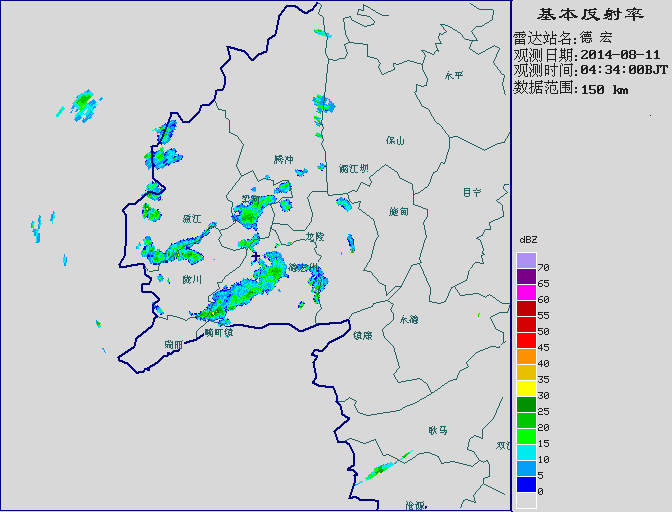 基本反射率
雷达站名:德 宏
观测日期:2014-08-11
观测时间:04:34:00BJT
数据范围:150 km
永平
保山
腾冲
潞江坝
昌宁
施甸
盈江
梁河
龙陵
陇川
畹町镇
瑞丽
镇康
永德
耿马
双江
沧源
dBZ
70
65
60
55
50
45
40
35
30
25
20
15
10
5
0